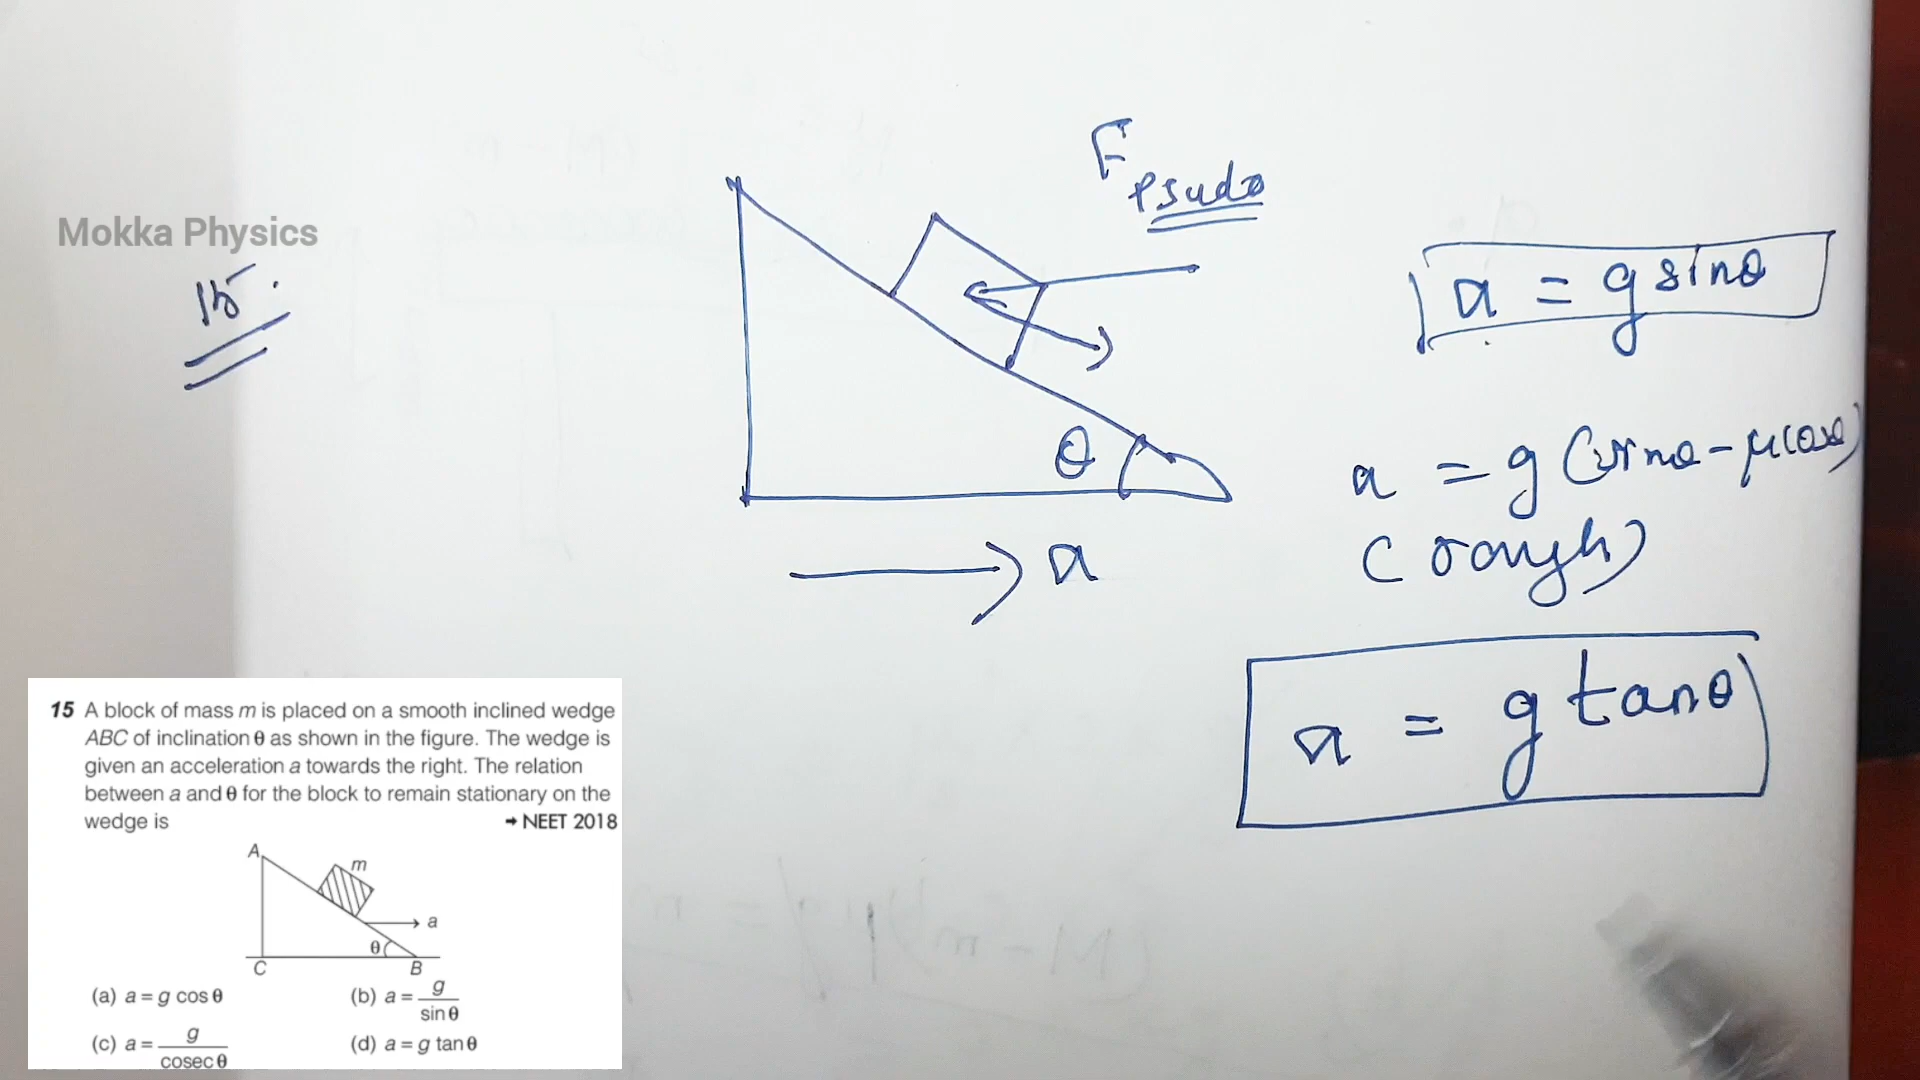 Mokka Physics
15.
F psudo
a = g sinθ
θ
a = g (sinθ - μcosθ)
(rough)
a
a = g tanθ
15 A block of mass m is placed on a smooth inclined wedge
ABC of inclination θ as shown in the figure. The wedge is
given an acceleration a towards the right. The relation
between a and θ for the block to remain stationary on the
wedge is → NEET 2018
A
m
a
θ
C B
(a) a = g cos θ (b) a = g / sin θ
(c) a = g / cosec θ (d) a = g tan θ